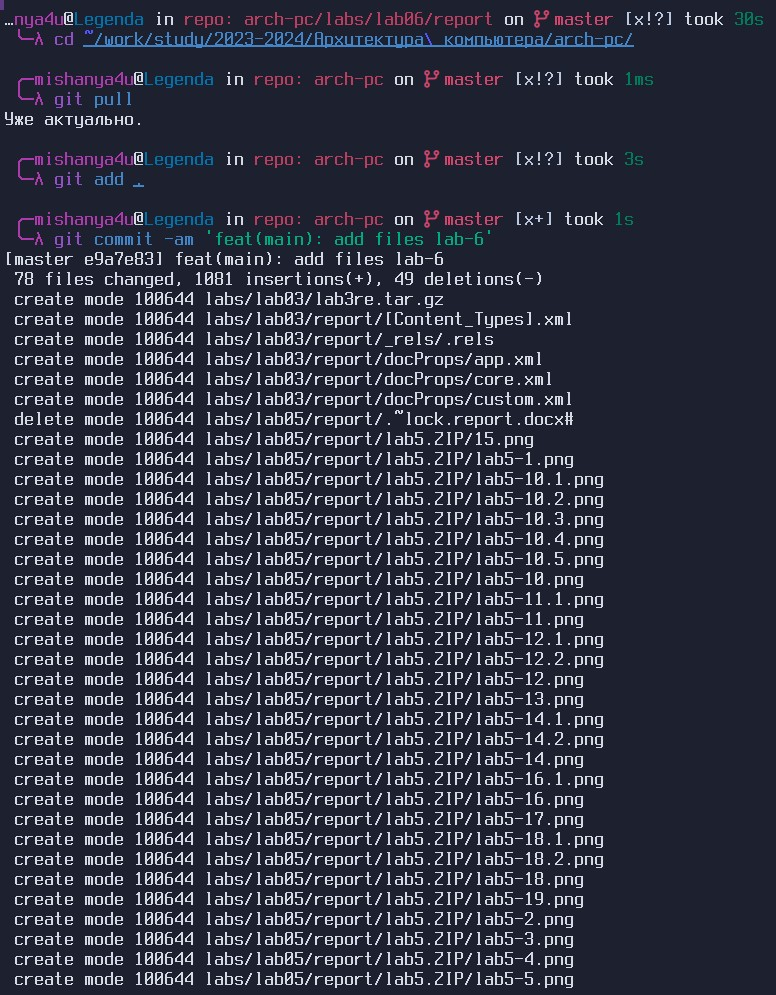 …nya4u@Legenda in repo: arch-pc/labs/lab06/report on master [x!?] took 30s
λ cd ~/work/study/2023-2024/Архитектура\ компьютера/arch-pc/
mishanya4u@Legenda in repo: arch-pc on master [x!?] took 1ms
λ git pull
Уже актуально.
mishanya4u@Legenda in repo: arch-pc on master [x!?] took 3s
λ git add .
mishanya4u@Legenda in repo: arch-pc on master [x+] took 1s
λ git commit -am 'feat(main): add files lab-6'
[master e9a7e83] feat(main): add files lab-6
78 files changed, 1081 insertions(+), 49 deletions(-)
create mode 100644 labs/lab03/lab3re.tar.gz
create mode 100644 labs/lab03/report/[Content_Types].xml
create mode 100644 labs/lab03/report/_rels/.rels
create mode 100644 labs/lab03/report/docProps/app.xml
create mode 100644 labs/lab03/report/docProps/core.xml
create mode 100644 labs/lab03/report/docProps/custom.xml
delete mode 100644 labs/lab05/report/.~lock.report.docx#
create mode 100644 labs/lab05/report/lab5.ZIP/15.png
create mode 100644 labs/lab05/report/lab5.ZIP/lab5-1.png
create mode 100644 labs/lab05/report/lab5.ZIP/lab5-10.1.png
create mode 100644 labs/lab05/report/lab5.ZIP/lab5-10.2.png
create mode 100644 labs/lab05/report/lab5.ZIP/lab5-10.3.png
create mode 100644 labs/lab05/report/lab5.ZIP/lab5-10.4.png
create mode 100644 labs/lab05/report/lab5.ZIP/lab5-10.5.png
create mode 100644 labs/lab05/report/lab5.ZIP/lab5-10.png
create mode 100644 labs/lab05/report/lab5.ZIP/lab5-11.1.png
create mode 100644 labs/lab05/report/lab5.ZIP/lab5-11.png
create mode 100644 labs/lab05/report/lab5.ZIP/lab5-12.1.png
create mode 100644 labs/lab05/report/lab5.ZIP/lab5-12.2.png
create mode 100644 labs/lab05/report/lab5.ZIP/lab5-12.png
create mode 100644 labs/lab05/report/lab5.ZIP/lab5-13.png
create mode 100644 labs/lab05/report/lab5.ZIP/lab5-14.1.png
create mode 100644 labs/lab05/report/lab5.ZIP/lab5-14.2.png
create mode 100644 labs/lab05/report/lab5.ZIP/lab5-14.png
create mode 100644 labs/lab05/report/lab5.ZIP/lab5-16.1.png
create mode 100644 labs/lab05/report/lab5.ZIP/lab5-16.png
create mode 100644 labs/lab05/report/lab5.ZIP/lab5-17.png
create mode 100644 labs/lab05/report/lab5.ZIP/lab5-18.1.png
create mode 100644 labs/lab05/report/lab5.ZIP/lab5-18.2.png
create mode 100644 labs/lab05/report/lab5.ZIP/lab5-18.png
create mode 100644 labs/lab05/report/lab5.ZIP/lab5-19.png
create mode 100644 labs/lab05/report/lab5.ZIP/lab5-2.png
create mode 100644 labs/lab05/report/lab5.ZIP/lab5-3.png
create mode 100644 labs/lab05/report/lab5.ZIP/lab5-4.png
create mode 100644 labs/lab05/report/lab5.ZIP/lab5-5.png